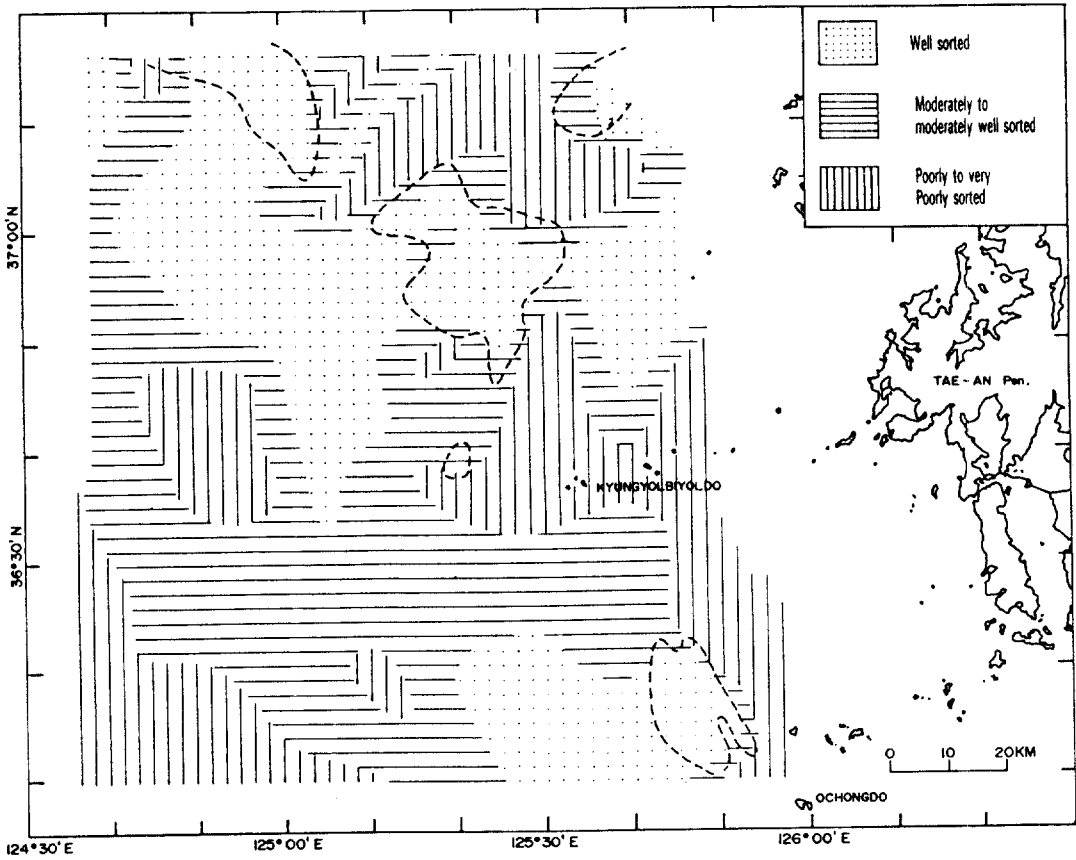 Well sorted
Moderately to
moderately well sorted
Poorly to very
Poorly sorted
37°00' N
TAE-AN Pen.
KYUNGYOLBIYOLDO
36°30' N
0 10 20KM
OCHONGDO
124°30' E 125°00' E 125°30' E 126°00' E